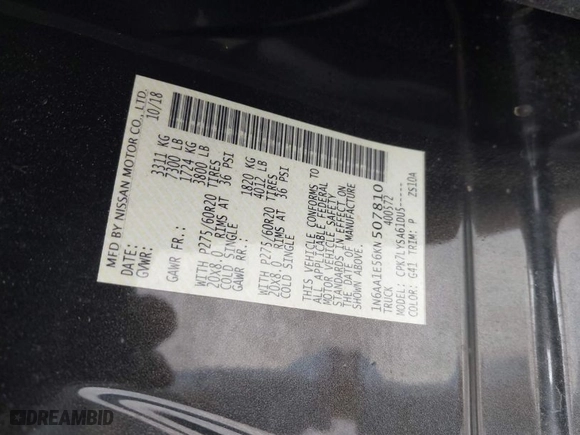 MFD BY NISSAN MOTOR CO., LTD.
DATE: 10/18
GVWR: 3311 KG
7300 LB
GAWR FR.: 1724 KG
3800 LB
WITH P275/60R20 TIRES
20X8.0 RIMS AT 36 PSI
COLD SINGLE
GAWR RR.: 1820 KG
4012 LB
WITH P275/60R20 TIRES
20X8.0 RIMS AT 36 PSI
COLD SINGLE
THIS VEHICLE CONFORMS TO
ALL APPLICABLE FEDERAL
MOTOR VEHICLE SAFETY
STANDARDS IN EFFECT ON
THE DATE OF MANUFACTURE
SHOWN ABOVE.
1N6AA1E56KN507810
TRUCK 400572
MODEL: CPK7LYSA61DUS-----
COLOR: G41 TRIM: P ZS10A
DREAMBID